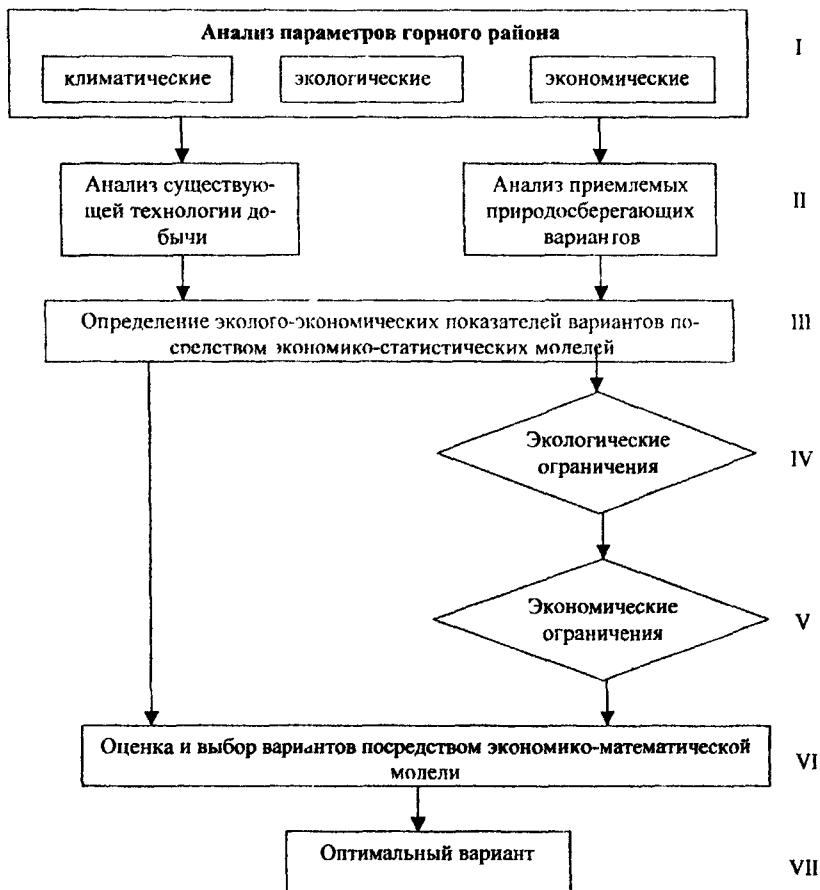 Анализ параметров горного района
I
климатические
экологические
экономические
Анализ существую-
щей технологии до-
бычи
Анализ приемлемых
природосберегающих
вариантов
II
Определение эколого-экономических показателей вариантов по-
средством экономико-статистических моделей
III
Экологические
ограничения
IV
Экономические
ограничения
V
Оценка и выбор вариантов посредством экономико-математической
модели
VI
Оптимальный вариант
VII